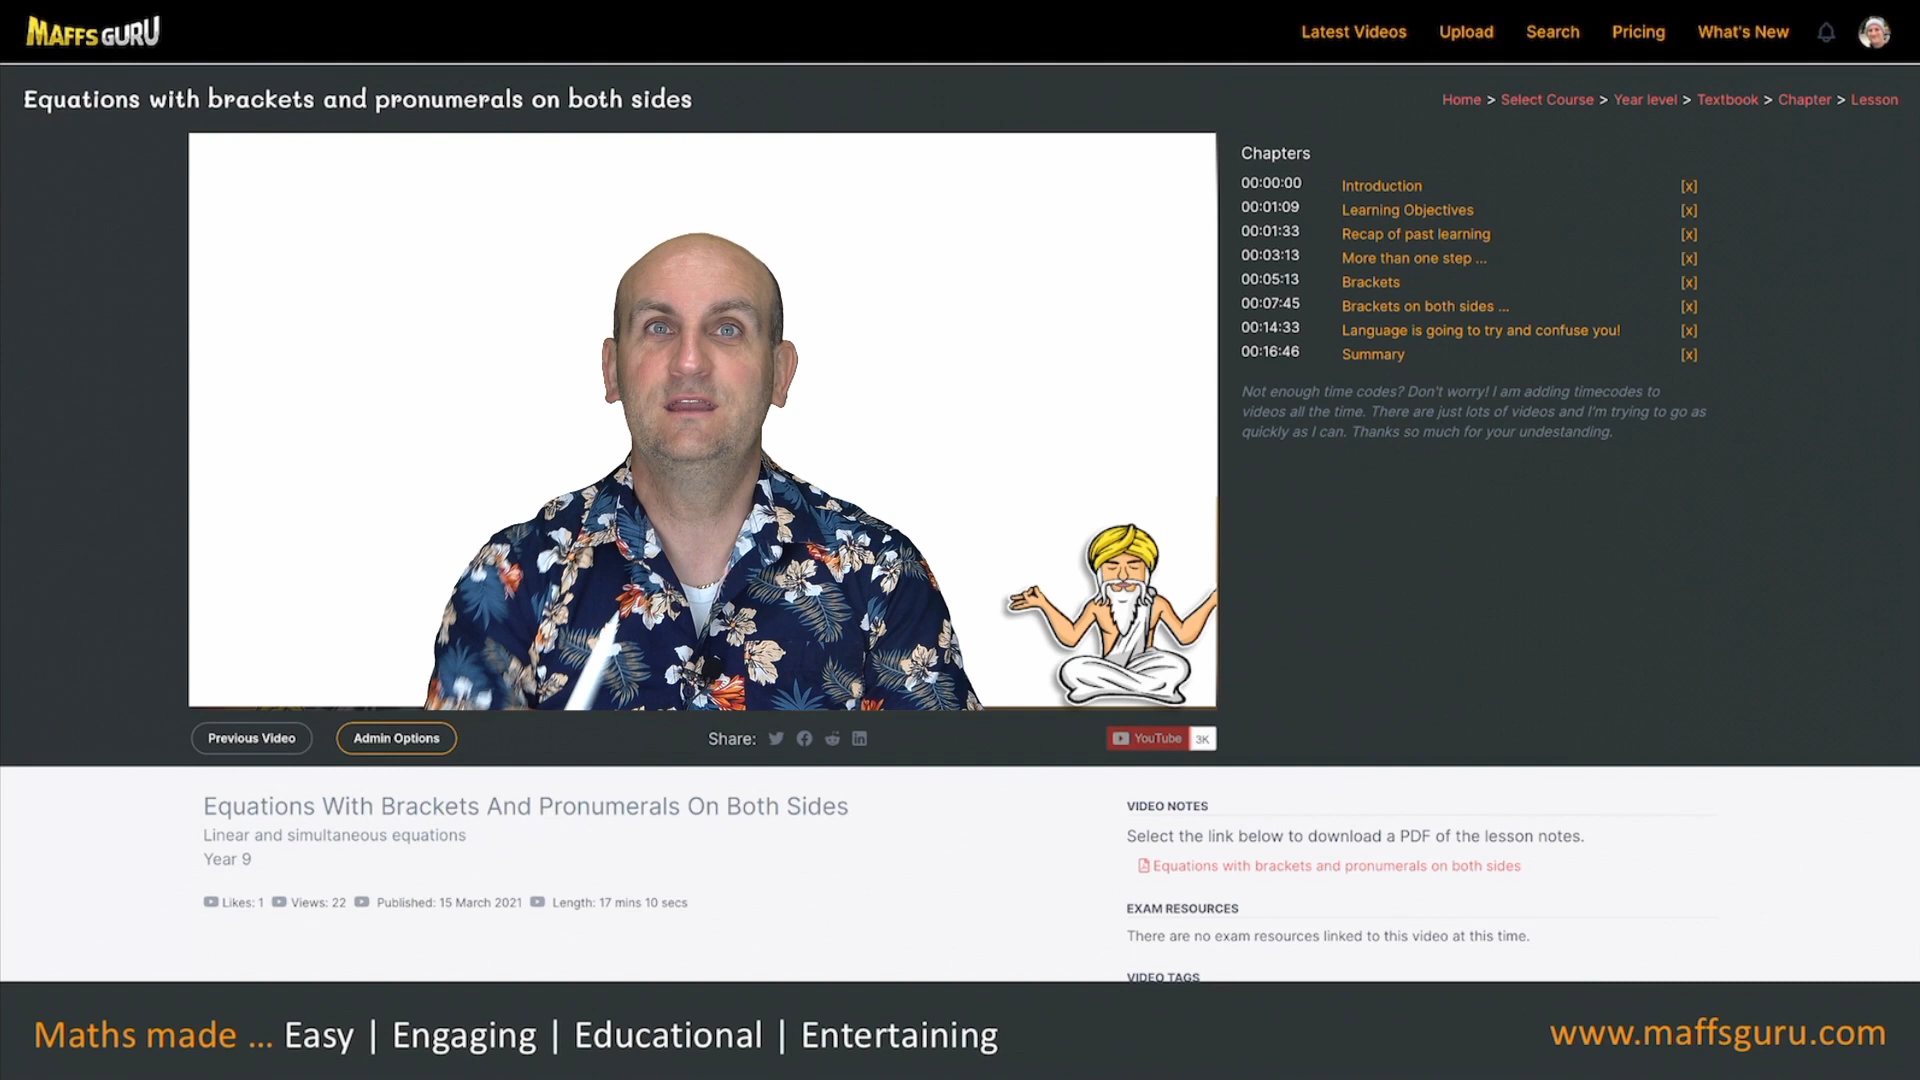 MAFFSGURU
Latest Videos Upload Search Pricing What's New
Equations with brackets and pronumerals on both sides
Home > Select Course > Year level > Textbook > Chapter > Lesson
Chapters
00:00:00 Introduction [x]
00:01:09 Learning Objectives [x]
00:01:33 Recap of past learning [x]
00:03:13 More than one step ... [x]
00:05:13 Brackets [x]
00:07:45 Brackets on both sides ... [x]
00:14:33 Language is going to try and confuse you! [x]
00:16:46 Summary [x]
Not enough time codes? Don't worry! I am adding timecodes to
videos all the time. There are just lots of videos and I'm trying to go as
quickly as I can. Thanks so much for your undestanding.
Previous Video Admin Options Share: YouTube 3K
Equations With Brackets And Pronumerals On Both Sides
Linear and simultaneous equations
Year 9
Likes: 1 Views: 22 Published: 15 March 2021 Length: 17 mins 10 secs
VIDEO NOTES
Select the link below to download a PDF of the lesson notes.
Equations with brackets and pronumerals on both sides
EXAM RESOURCES
There are no exam resources linked to this video at this time.
VIDEO TAGS
Maths made ... Easy | Engaging | Educational | Entertaining
www.maffsguru.com